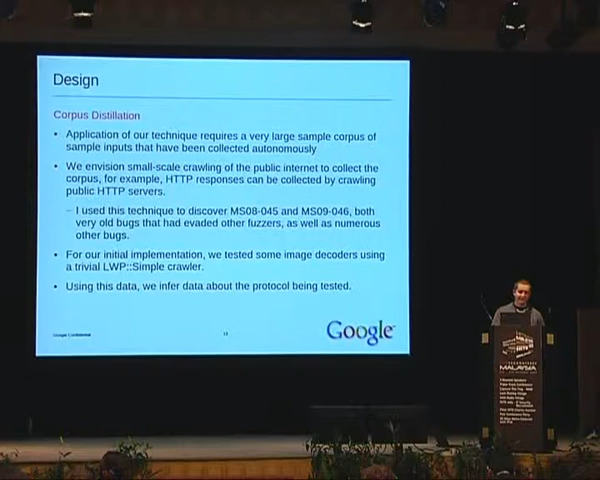 Design
Corpus Distillation
• Application of our technique requires a very large sample corpus of
sample inputs that have been collected autonomously
• We envision small-scale crawling of the public internet to collect the
corpus, for example, HTTP responses can be collected by crawling
public HTTP servers.
– I used this technique to discover MS08-045 and MS09-046, both
very old bugs that had evaded other fuzzers, as well as numerous
other bugs.
• For our initial implementation, we tested some image decoders using
a trivial LWP::Simple crawler.
• Using this data, we infer data about the protocol being tested.
Google Confidential
Google
MALAYSIA